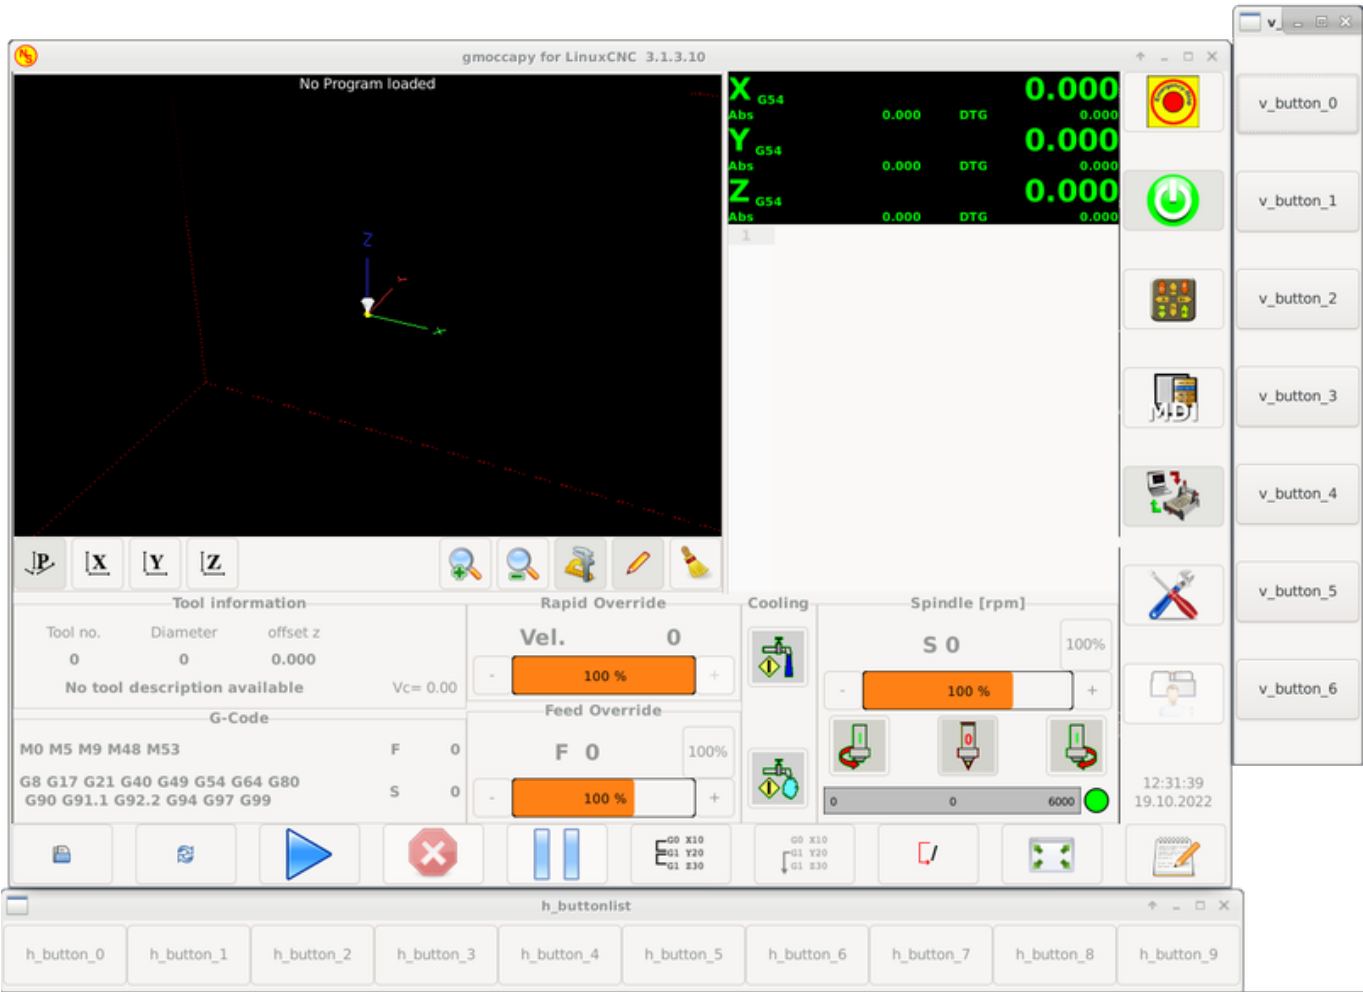 v_
gmoccapy for LinuxCNC 3.1.3.10
No Program loaded
X G54 0.000
Abs 0.000 DTG 0.000
Y G54 0.000
Abs 0.000 DTG 0.000
Z G54 0.000
Abs 0.000 DTG 0.000
1
Z
Y
X
Emergency Stop
MDI
v_button_0
v_button_1
v_button_2
v_button_3
v_button_4
v_button_5
v_button_6
P X Y Z
Tool information
Tool no. Diameter offset z
0 0 0.000
No tool description available Vc= 0.00
G-Code
M0 M5 M9 M48 M53 F 0
G8 G17 G21 G40 G49 G54 G64 G80
G90 G91.1 G92.2 G94 G97 G99
S 0
Rapid Override
Vel. 0
- 100 % +
Feed Override
F 0 100%
- 100 % +
Cooling
Spindle [rpm]
S 0 100%
- 100 % +
I 0 I
0 0 6000
12:31:39
19.10.2022
G0 X10
G1 Y20
G1 Z30
G0 X10
G1 Y20
G1 Z30
h_buttonlist
h_button_0 h_button_1 h_button_2 h_button_3 h_button_4 h_button_5 h_button_6 h_button_7 h_button_8 h_button_9